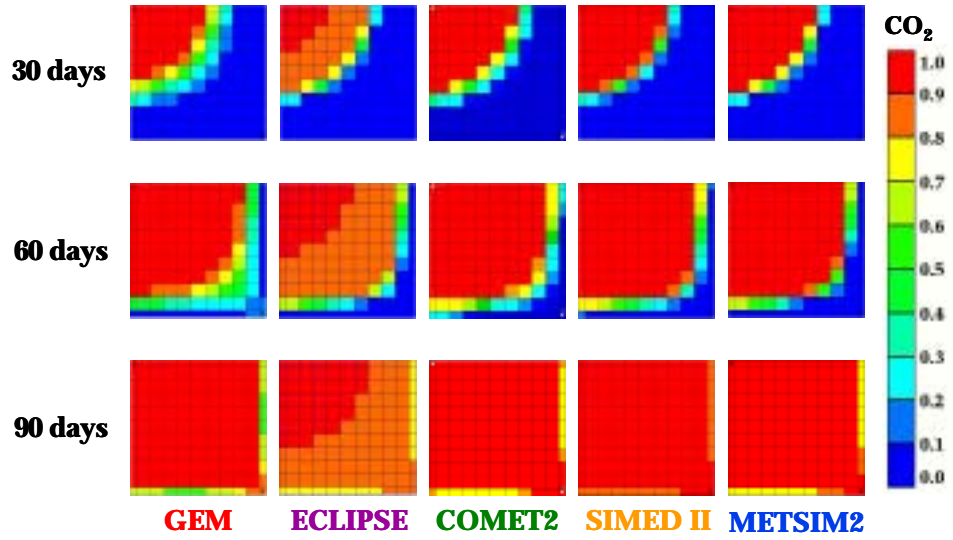 CO₂
30 days
60 days
90 days
1.0
0.9
0.8
0.7
0.6
0.5
0.4
0.3
0.2
0.1
0.0
GEM ECLIPSE COMET2 SIMED II METSIM2